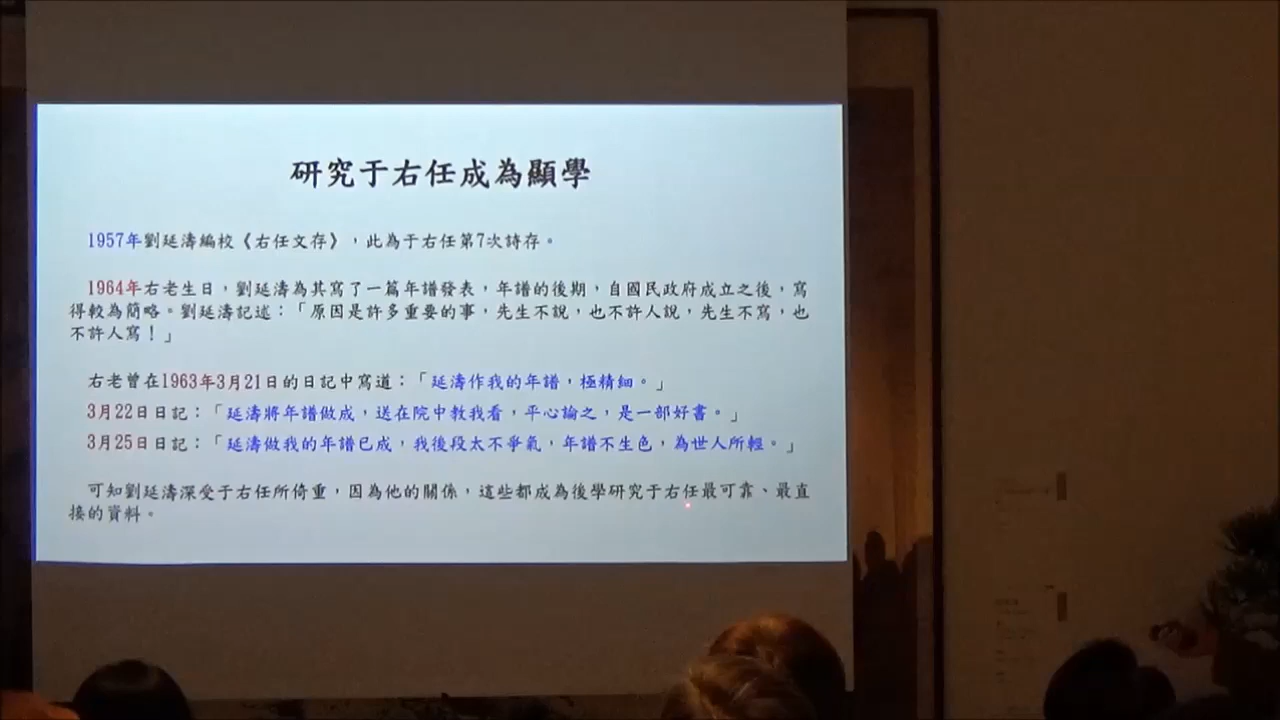 研究于右任成為顯學
1957年劉延濤編校《右任文存》，此為于右任第7次詩存。
1964年右老生日，劉延濤為其寫了一篇年譜發表，年譜的後期，自國民政府成立之後，寫
得較為簡略。劉延濤記述：「原因是許多重要的事，先生不說，也不許人說，先生不寫，也
不許人寫！」
右老曾在1963年3月21日的日記中寫道：「延濤作我的年譜，極精細。」
3月22日日記：「延濤將年譜做成，送在院中教我看，平心論之，是一部好書。」
3月25日日記：「延濤做我的年譜已成，我後段太不爭氣，年譜不生色，為世人所輕。」
可知劉延濤深受于右任所倚重，因為他的關係，這些都成為後學研究于右任最可靠、最直
接的資料。